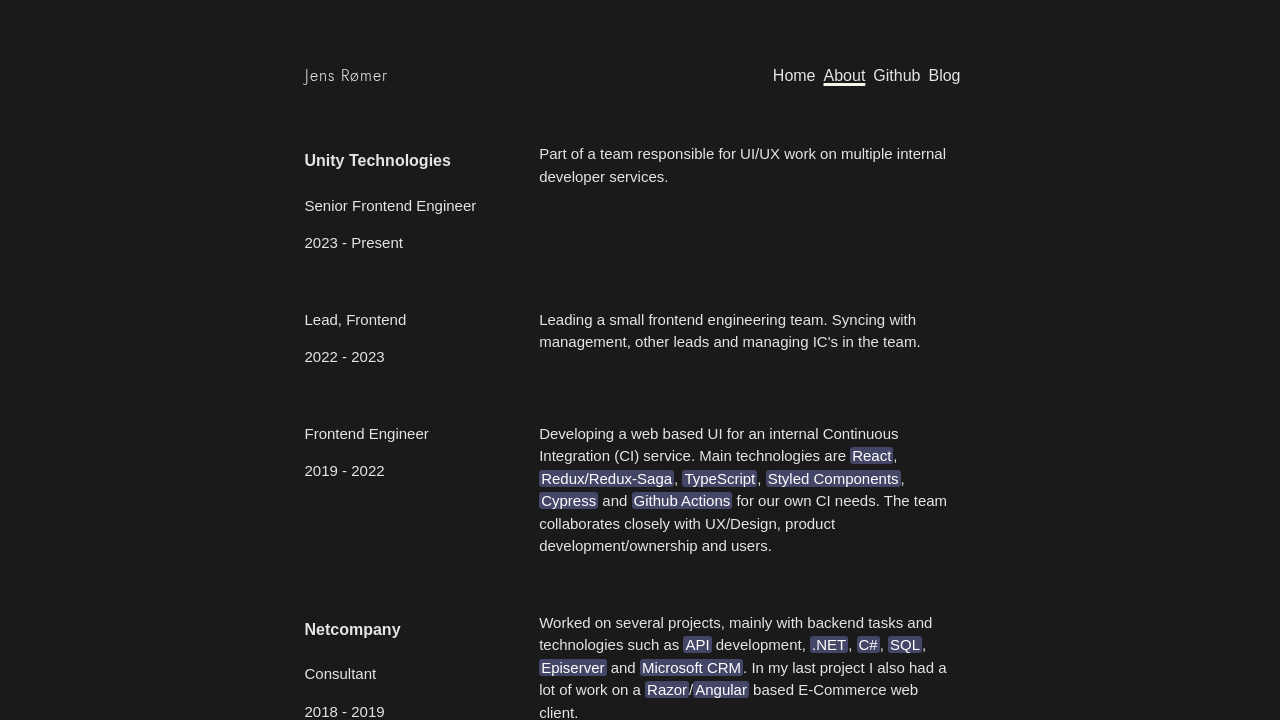 Jens Rømer
Home About Github Blog
Unity Technologies
Senior Frontend Engineer
2023 - Present
Part of a team responsible for UI/UX work on multiple internal
developer services.
Lead, Frontend
2022 - 2023
Leading a small frontend engineering team. Syncing with
management, other leads and managing IC's in the team.
Frontend Engineer
2019 - 2022
Developing a web based UI for an internal Continuous
Integration (CI) service. Main technologies are React,
Redux/Redux-Saga, TypeScript, Styled Components,
Cypress and Github Actions for our own CI needs. The team
collaborates closely with UX/Design, product
development/ownership and users.
Netcompany
Consultant
2018 - 2019
Worked on several projects, mainly with backend tasks and
technologies such as API development, .NET, C#, SQL,
Episerver and Microsoft CRM. In my last project I also had a
lot of work on a Razor/Angular based E-Commerce web
client.